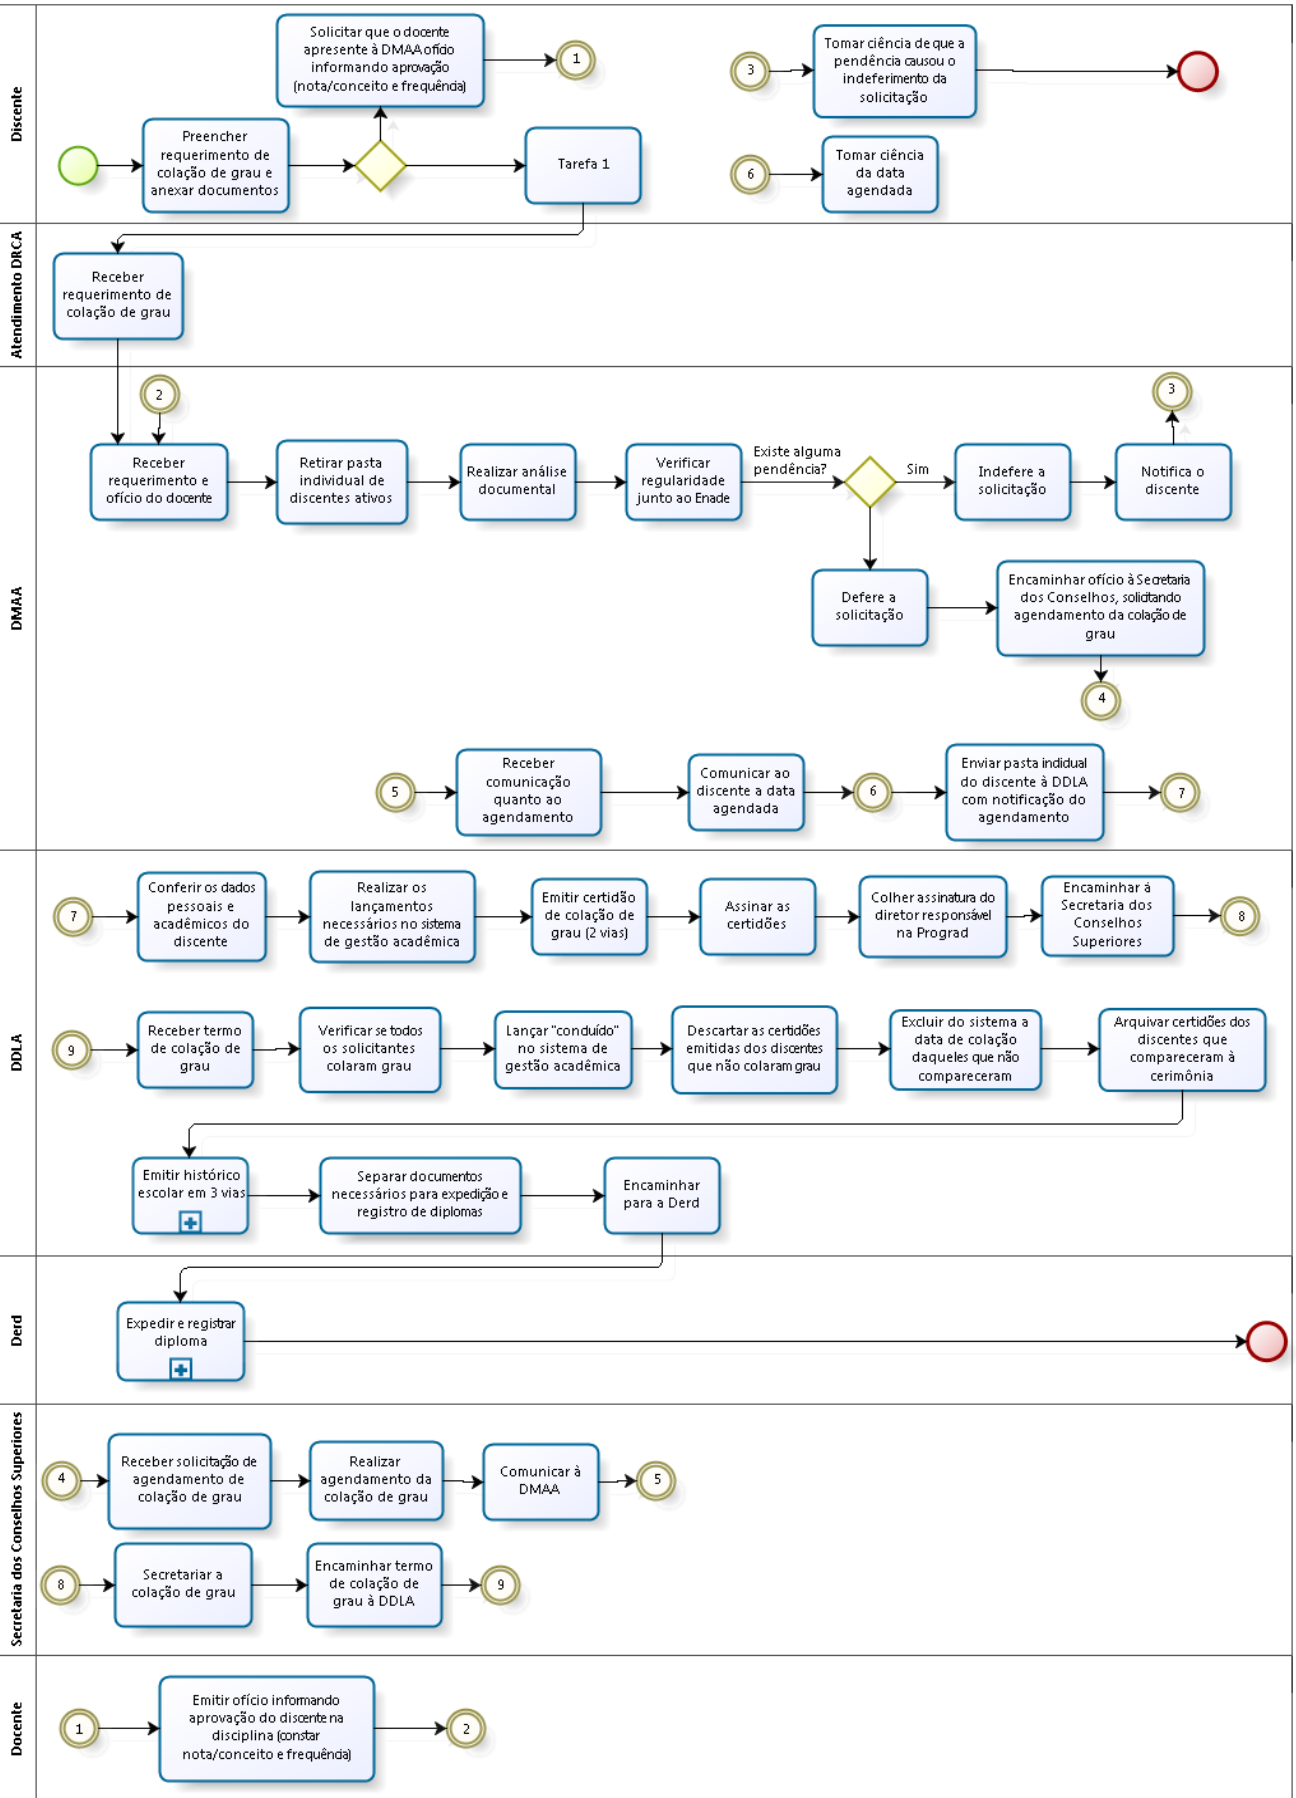 Discente
Solicitar que o docente
apresente à DMAA ofício
informando aprovação
(nota/conceito e frequência)
1
3
Tomar ciência de que a
pendência causou o
indeferimento da
solicitação
Preencher
requerimento de
colação de grau e
anexar documentos
Tarefa 1
6
Tomar ciência
da data
agendada
Atendimento DRCA
Receber
requerimento de
colação de grau
DMAA
2
3
Receber
requerimento e
ofício do docente
Retirar pasta
individual de
discentes ativos
Realizar análise
documental
Verificar
regularidade
junto ao Enade
Existe alguma
pendência?
Sim
Indefere a
solicitação
Notifica o
discente
Defere a
solicitação
Encaminhar ofício à Secretaria
dos Conselhos, solicitando
agendamento da colação de
grau
4
5
Receber
comunicação
quanto ao
agendamento
Comunicar ao
discente a data
agendada
6
Enviar pasta indidual
do discente à DDLA
com notificação do
agendamento
7
DDLA
7
Conferir os dados
pessoais e
acadêmicos do
discente
Realizar os
lançamentos
necessários no sistema
de gestão acadêmica
Emitir certidão
de colação de
grau (2 vias)
Assinar as
certidões
Colher assinatura do
diretor responsável
na Prograd
Encaminhar á
Secretaria dos
Conselhos
Superiores
8
9
Receber termo
de colação de
grau
Verificar se todos
os solicitantes
colaram grau
Lançar "concluído"
no sistema de
gestão acadêmica
Descartar as certidões
emitidas dos discentes
que não colaram grau
Excluir do sistema a
data de colação
daqueles que não
compareceram
Arquivar certidões dos
discentes que
compareceram à
cerimônia
Emitir histórico
escolar em 3 vias
Separar documentos
necessários para expedição e
registro de diplomas
Encaminhar
para a Derd
Derd
Expedir e registrar
diploma
Secretaria dos Conselhos Superiores
4
Receber solicitação de
agendamento de
colação de grau
Realizar
agendamento da
colação de grau
Comunicar à
DMAA
5
8
Secretariar a
colação de grau
Encaminhar termo
de colação de
grau à DDLA
9
Docente
1
Emitir ofício informando
aprovação do discente na
disciplina (constar
nota/conceito e frequência)
2